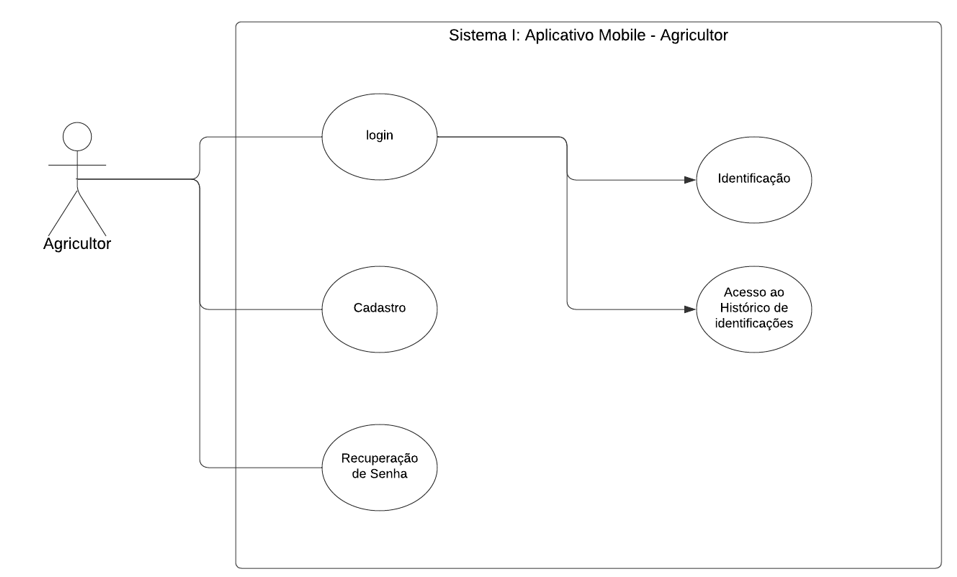 Sistema I: Aplicativo Mobile - Agricultor
login
Identificação
Agricultor
Cadastro
Acesso ao
Histórico de
identificações
Recuperação
de Senha